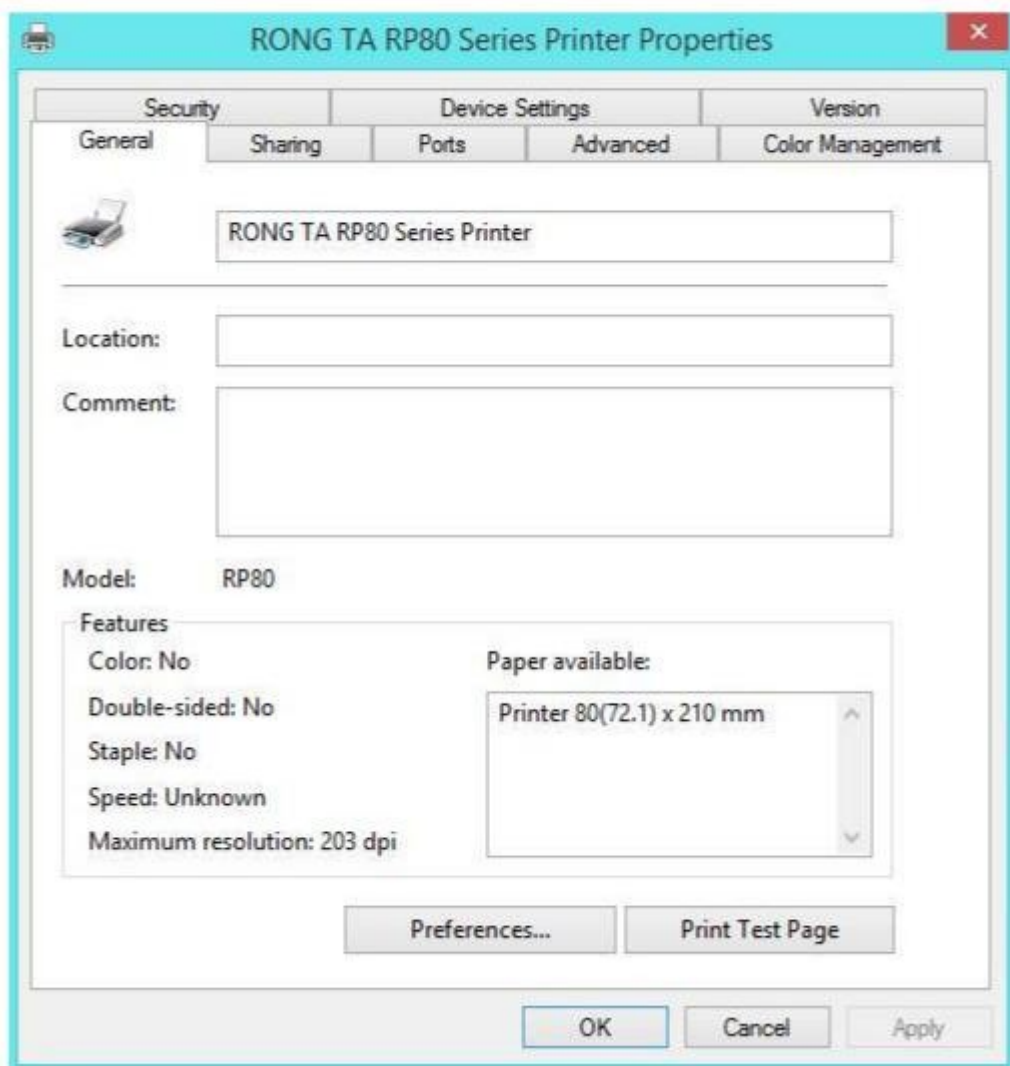 RONG TA RP80 Series Printer Properties
Security Device Settings Version
General Sharing Ports Advanced Color Management
RONG TA RP80 Series Printer
Location:
Comment:
Model: RP80
Features
Color: No
Double-sided: No
Staple: No
Speed: Unknown
Maximum resolution: 203 dpi
Paper available:
Printer 80(72.1) x 210 mm
Preferences... Print Test Page
OK Cancel Apply